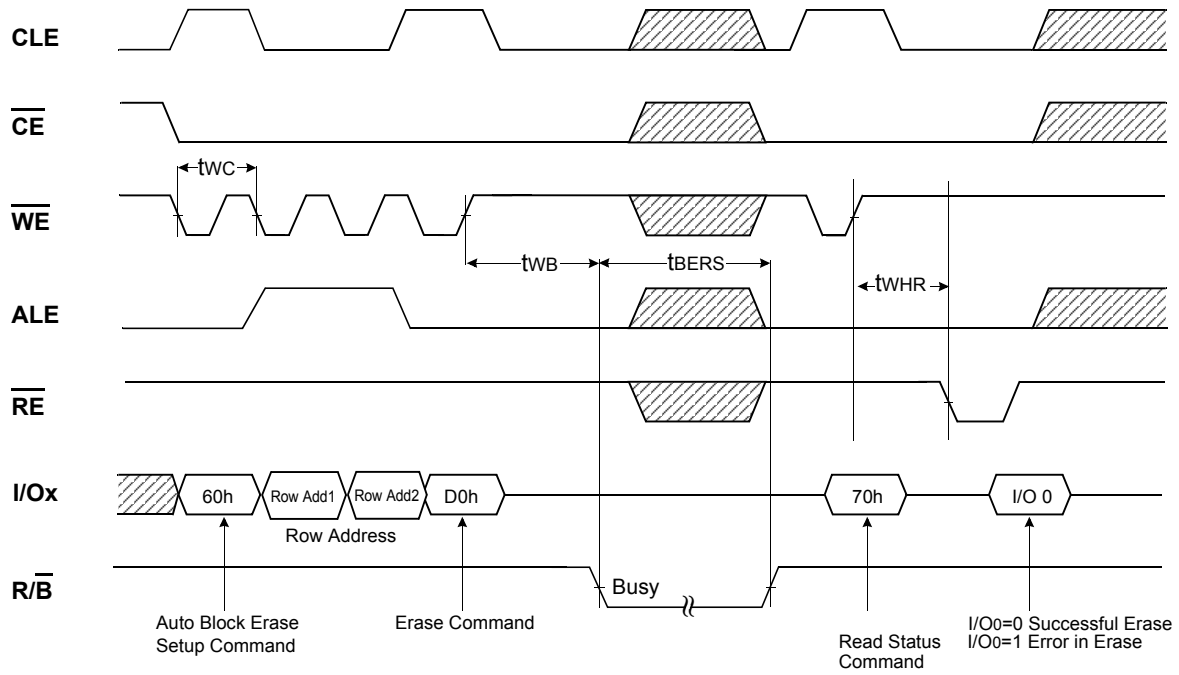 CLE
CE
tWC
WE
tWB
tBERS
tWHR
ALE
RE
I/Ox
60h
Row Add1
Row Add2
D0h
70h
I/O 0
Row Address
R/B
Busy
Auto Block Erase
Setup Command
Erase Command
Read Status
Command
I/O0=0 Successful Erase
I/O0=1 Error in Erase